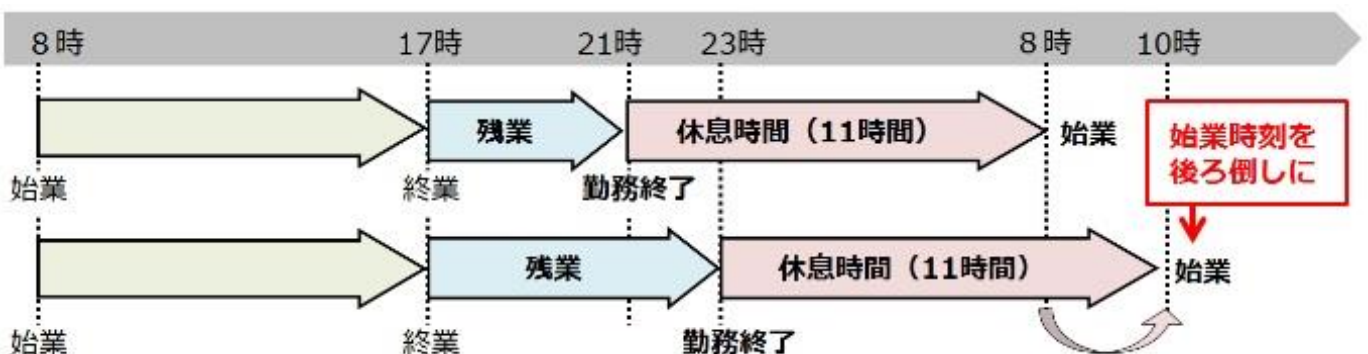 8時 17時 21時 23時 8時 10時
残業 休息時間（11時間） 始業
始業時刻を
後ろ倒しに
始業 終業 勤務終了
残業 休息時間（11時間） 始業
始業 終業 勤務終了